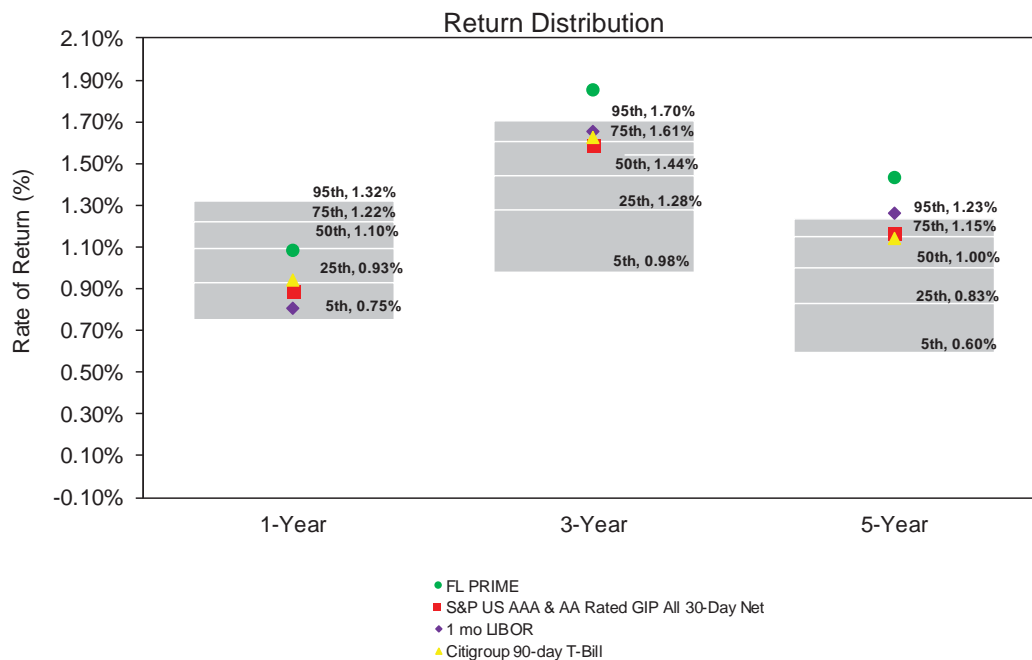 Return Distribution
Rate of Return (%)
2.10%
1.90%
1.70%
1.50%
1.30%
1.10%
0.90%
0.70%
0.50%
0.30%
0.10%
-0.10%
95th, 1.32%
75th, 1.22%
50th, 1.10%
25th, 0.93%
5th, 0.75%
95th, 1.70%
75th, 1.61%
50th, 1.44%
25th, 1.28%
5th, 0.98%
95th, 1.23%
75th, 1.15%
50th, 1.00%
25th, 0.83%
5th, 0.60%
1-Year
3-Year
5-Year
FL PRIME
S&P US AAA & AA Rated GIP All 30-Day Net
1 mo LIBOR
Citigroup 90-day T-Bill